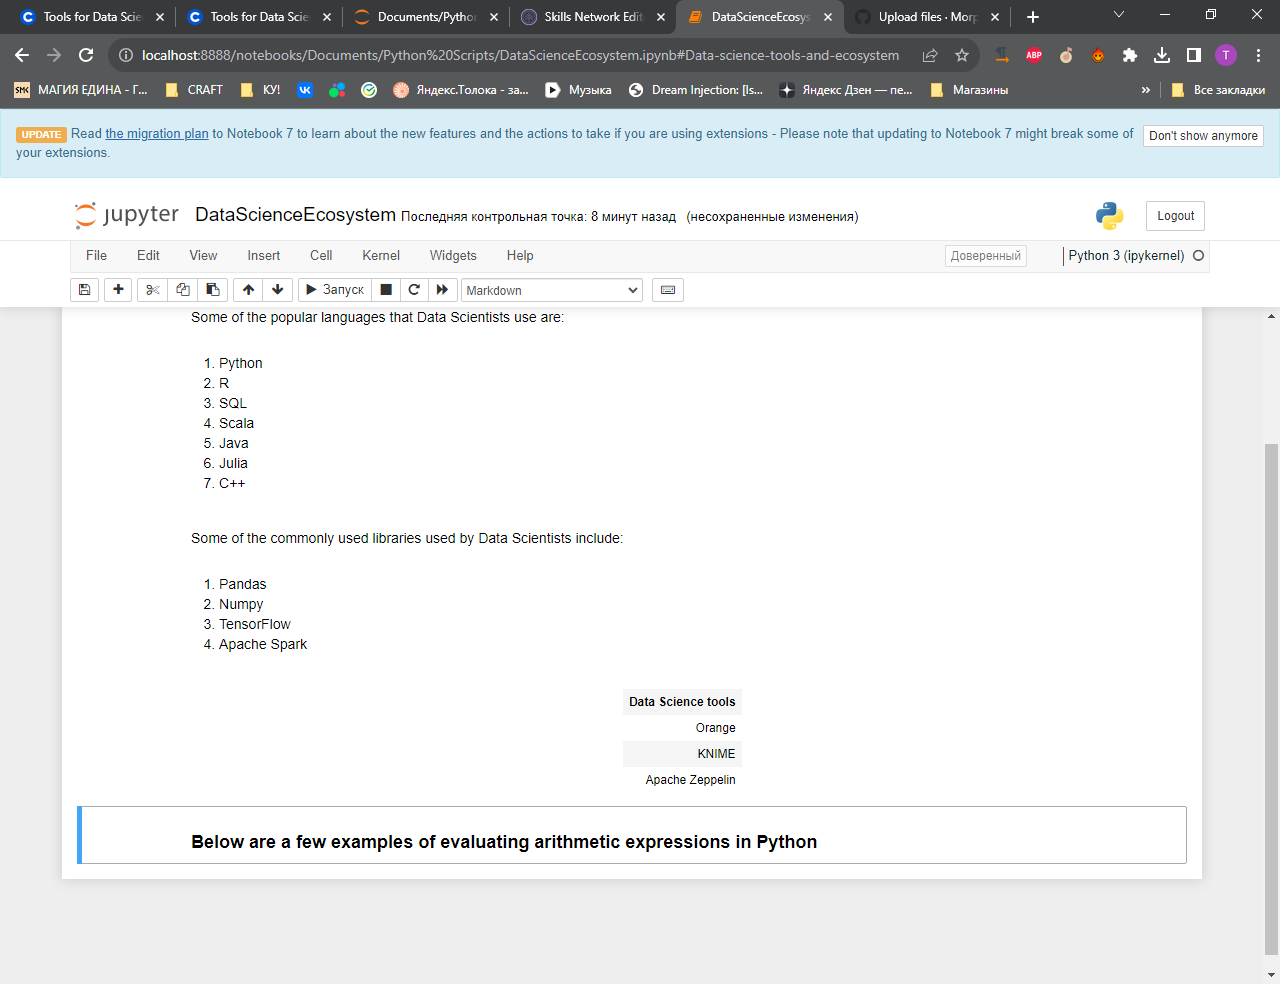 Tools for Data Scie
Tools for Data Scie
Documents/Python
Skills Network Edit
DataScienceEcosys
Upload files · Morp
localhost:8888/notebooks/Documents/Python%20Scripts/DataScienceEcosystem.ipynb#Data-science-tools-and-ecosystem
ABP
T
SMK МАГИЯ ЕДИНА - Г...
CRAFT
КУ!
Яндекс.Толока - за...
Музыка
Dream Injection: [Is...
Яндекс Дзен — пе...
Магазины
»
Все закладки
UPDATE Read the migration plan to Notebook 7 to learn about the new features and the actions to take if you are using extensions - Please note that updating to Notebook 7 might break some of
your extensions.
Don't show anymore
jupyter DataScienceEcosystem Последняя контрольная точка: 8 минут назад (несохраненные изменения)
Logout
File Edit View Insert Cell Kernel Widgets Help
Доверенный
Python 3 (ipykernel)
Запуск
Markdown
Some of the popular languages that Data Scientists use are:
1. Python
2. R
3. SQL
4. Scala
5. Java
6. Julia
7. C++
Some of the commonly used libraries used by Data Scientists include:
1. Pandas
2. Numpy
3. TensorFlow
4. Apache Spark
Data Science tools
Orange
KNIME
Apache Zeppelin
Below are a few examples of evaluating arithmetic expressions in Python